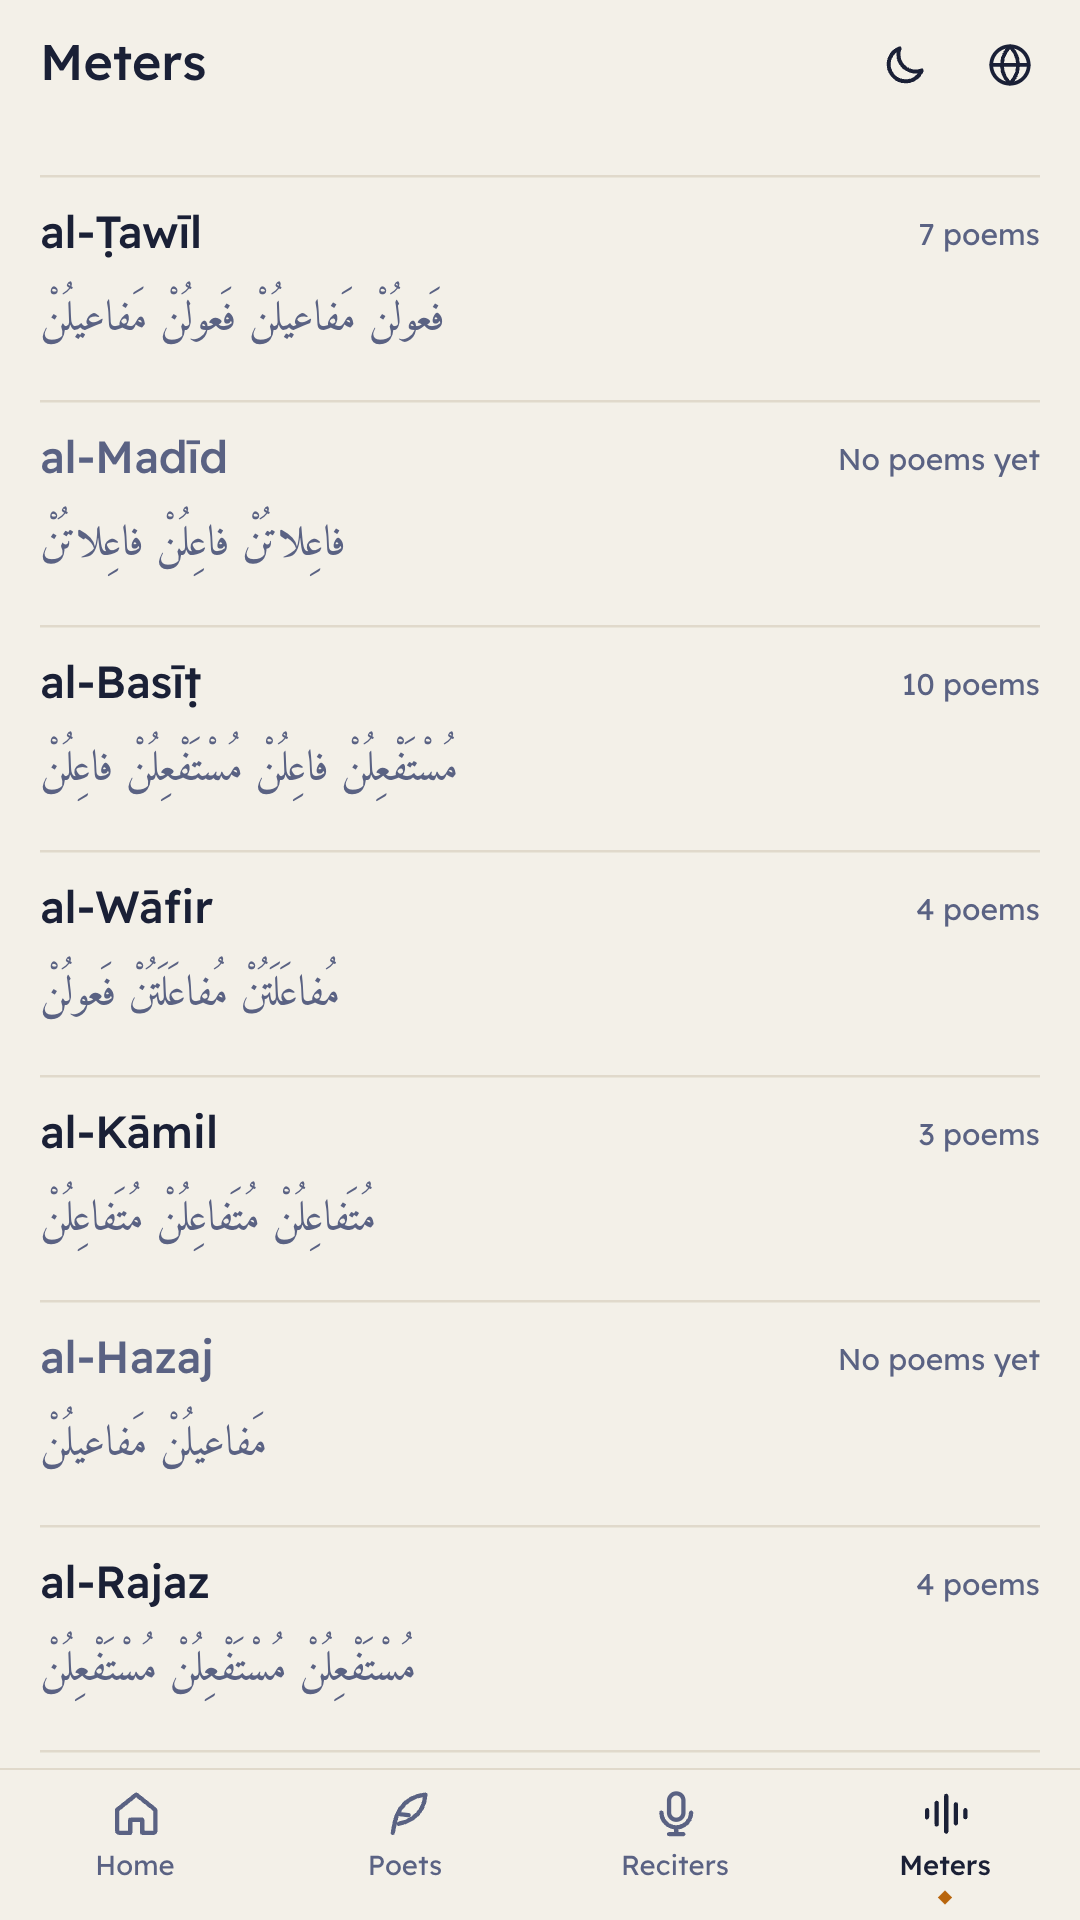 Meters
al-Ṭawīl
7 poems
فَعولُنْ مَفاعيلُنْ فَعولُنْ مَفاعيلُنْ
al-Madīd
No poems yet
فاعِلاتُنْ فاعِلُنْ فاعِلاتُنْ
al-Basīṭ
10 poems
مُسْتَفْعِلُنْ فاعِلُنْ مُسْتَفْعِلُنْ فاعِلُنْ
al-Wāfir
4 poems
مُفاعَلَتُنْ مُفاعَلَتُنْ فَعولُنْ
al-Kāmil
3 poems
مُتَفاعِلُنْ مُتَفاعِلُنْ مُتَفاعِلُنْ
al-Hazaj
No poems yet
مَفاعيلُنْ مَفاعيلُنْ
al-Rajaz
4 poems
مُسْتَفْعِلُنْ مُسْتَفْعِلُنْ مُسْتَفْعِلُنْ
Home
Poets
Reciters
Meters